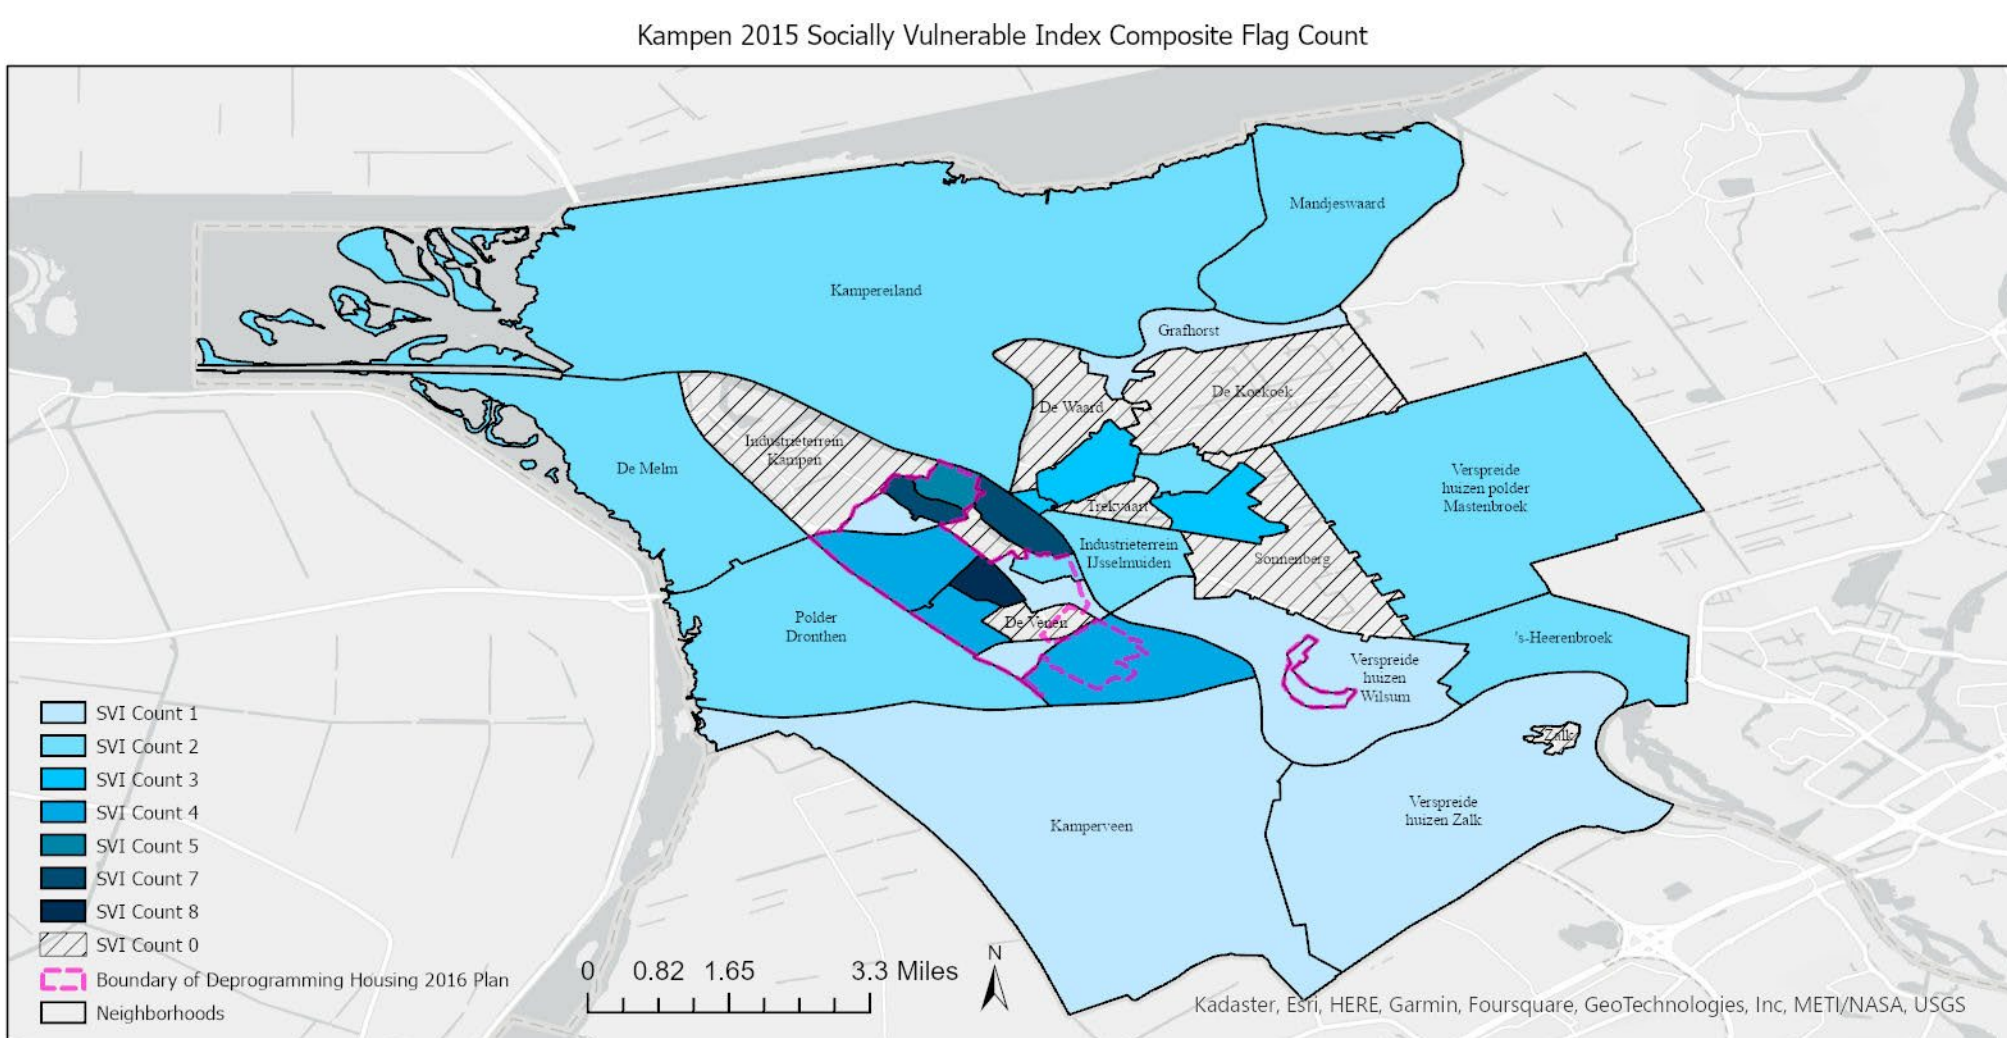 Kampen 2015 Socially Vulnerable Index Composite Flag Count
Mandjeswaard
Kampereiland
Grafhorst
De Koekoek
De Waard
Industrieterrein
Kampen
De Melm
Verspreide
huizen polder
Mastenbroek
Trekvaart
Industrieterrein
IJsselmuiden
Sonnenberg
Polder
Dronthen
De Venen
's-Heerenbroek
Verspreide
huizen
Wilsum
Zalk
Verspreide
huizen Zalk
Kamperveen
SVI Count 1
SVI Count 2
SVI Count 3
SVI Count 4
SVI Count 5
SVI Count 7
SVI Count 8
SVI Count 0
Boundary of Deprogramming Housing 2016 Plan
Neighborhoods
0 0.82 1.65 3.3 Miles
N
Kadaster, Esri, HERE, Garmin, Foursquare, GeoTechnologies, Inc, METI/NASA, USGS